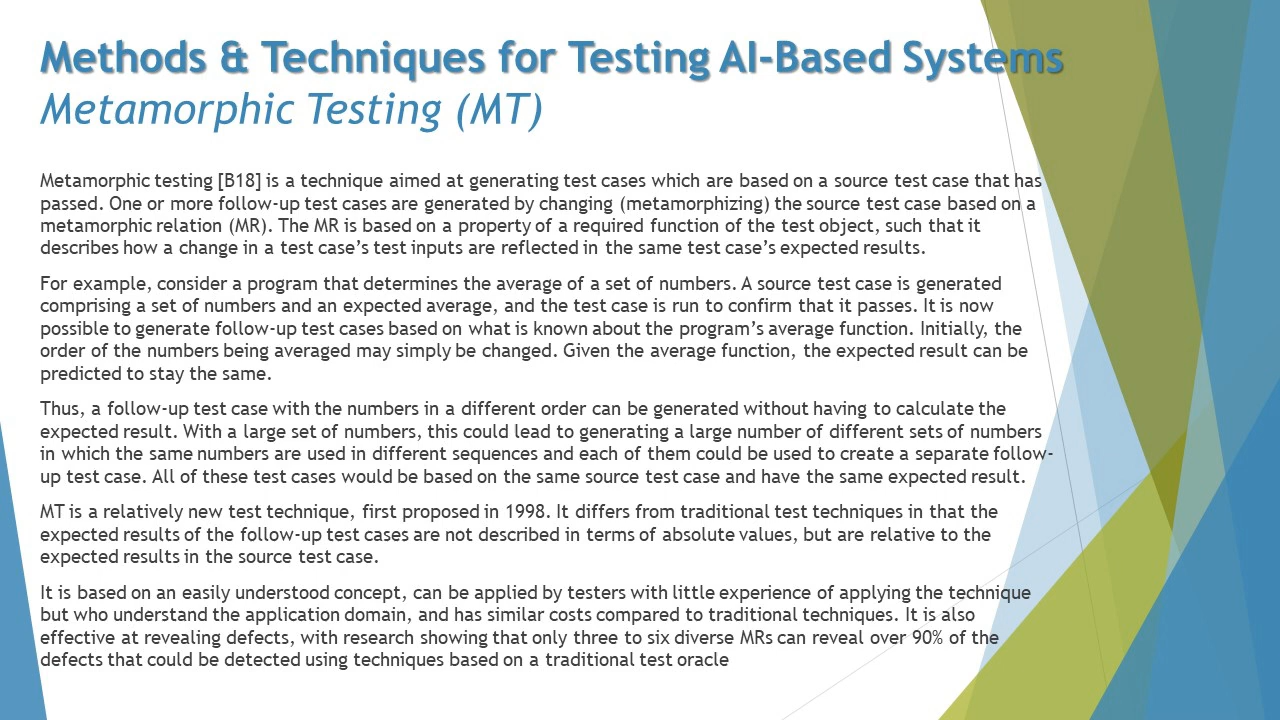 Methods & Techniques for Testing AI-Based Systems
Metamorphic Testing (MT)
Metamorphic testing [B18] is a technique aimed at generating test cases which are based on a source test case that has
passed. One or more follow-up test cases are generated by changing (metamorphizing) the source test case based on a
metamorphic relation (MR). The MR is based on a property of a required function of the test object, such that it
describes how a change in a test case’s test inputs are reflected in the same test case’s expected results.
For example, consider a program that determines the average of a set of numbers. A source test case is generated
comprising a set of numbers and an expected average, and the test case is run to confirm that it passes. It is now
possible to generate follow-up test cases based on what is known about the program’s average function. Initially, the
order of the numbers being averaged may simply be changed. Given the average function, the expected result can be
predicted to stay the same.
Thus, a follow-up test case with the numbers in a different order can be generated without having to calculate the
expected result. With a large set of numbers, this could lead to generating a large number of different sets of numbers
in which the same numbers are used in different sequences and each of them could be used to create a separate follow-
up test case. All of these test cases would be based on the same source test case and have the same expected result.
MT is a relatively new test technique, first proposed in 1998. It differs from traditional test techniques in that the
expected results of the follow-up test cases are not described in terms of absolute values, but are relative to the
expected results in the source test case.
It is based on an easily understood concept, can be applied by testers with little experience of applying the technique
but who understand the application domain, and has similar costs compared to traditional techniques. It is also
effective at revealing defects, with research showing that only three to six diverse MRs can reveal over 90% of the
defects that could be detected using techniques based on a traditional test oracle